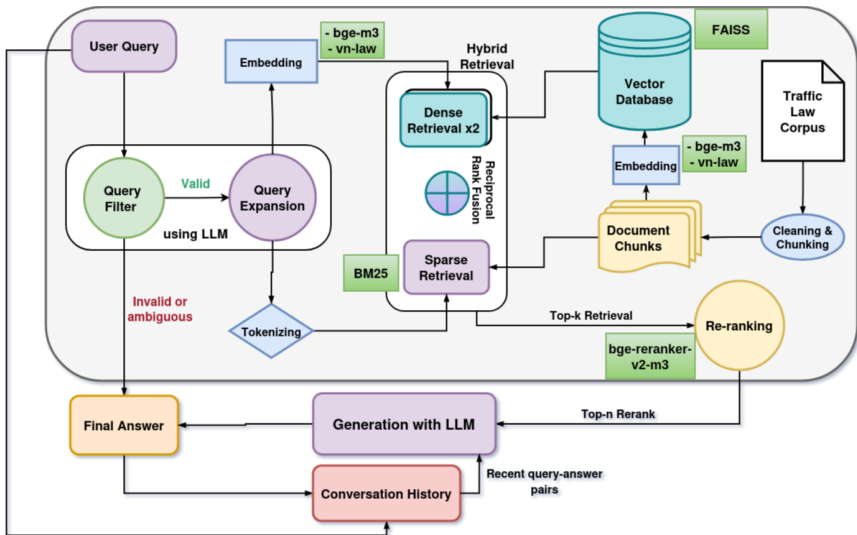 User Query
Embedding
- bge-m3
- vn-law
Hybrid
Retrieval
FAISS
Vector
Database
Traffic
Law
Corpus
Dense
Retrieval x2
Embedding
- bge-m3
- vn-law
Query
Filter
Valid
Query
Expansion
using LLM
Reciprocal
Rank Fusion
Document
Chunks
Cleaning &
Chunking
BM25
Sparse
Retrieval
Invalid or
ambiguous
Tokenizing
Top-k Retrieval
Re-ranking
bge-reranker-
v2-m3
Final Answer
Generation with LLM
Top-n Rerank
Conversation History
Recent query-answer
pairs